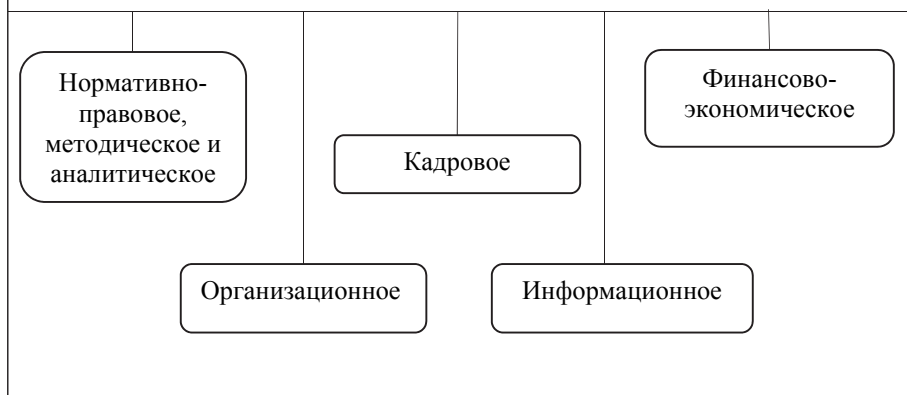 Нормативно-
правовое,
методическое и
аналитическое
Финансово-
экономическое
Кадровое
Организационное
Информационное